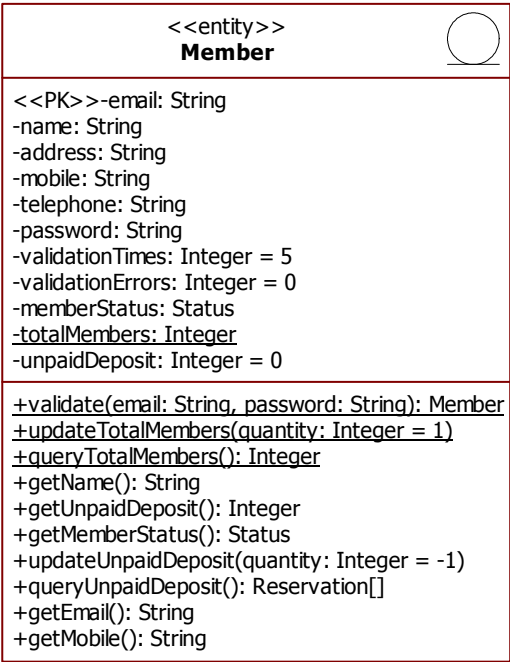 <<entity>>
Member
<<PK>>-email: String
-name: String
-address: String
-mobile: String
-telephone: String
-password: String
-validationTimes: Integer = 5
-validationErrors: Integer = 0
-memberStatus: Status
-totalMembers: Integer
-unpaidDeposit: Integer = 0
+validate(email: String, password: String): Member
+updateTotalMembers(quantity: Integer = 1)
+queryTotalMembers(): Integer
+getName(): String
+getUnpaidDeposit(): Integer
+getMemberStatus(): Status
+updateUnpaidDeposit(quantity: Integer = -1)
+queryUnpaidDeposit(): Reservation[]
+getEmail(): String
+getMobile(): String